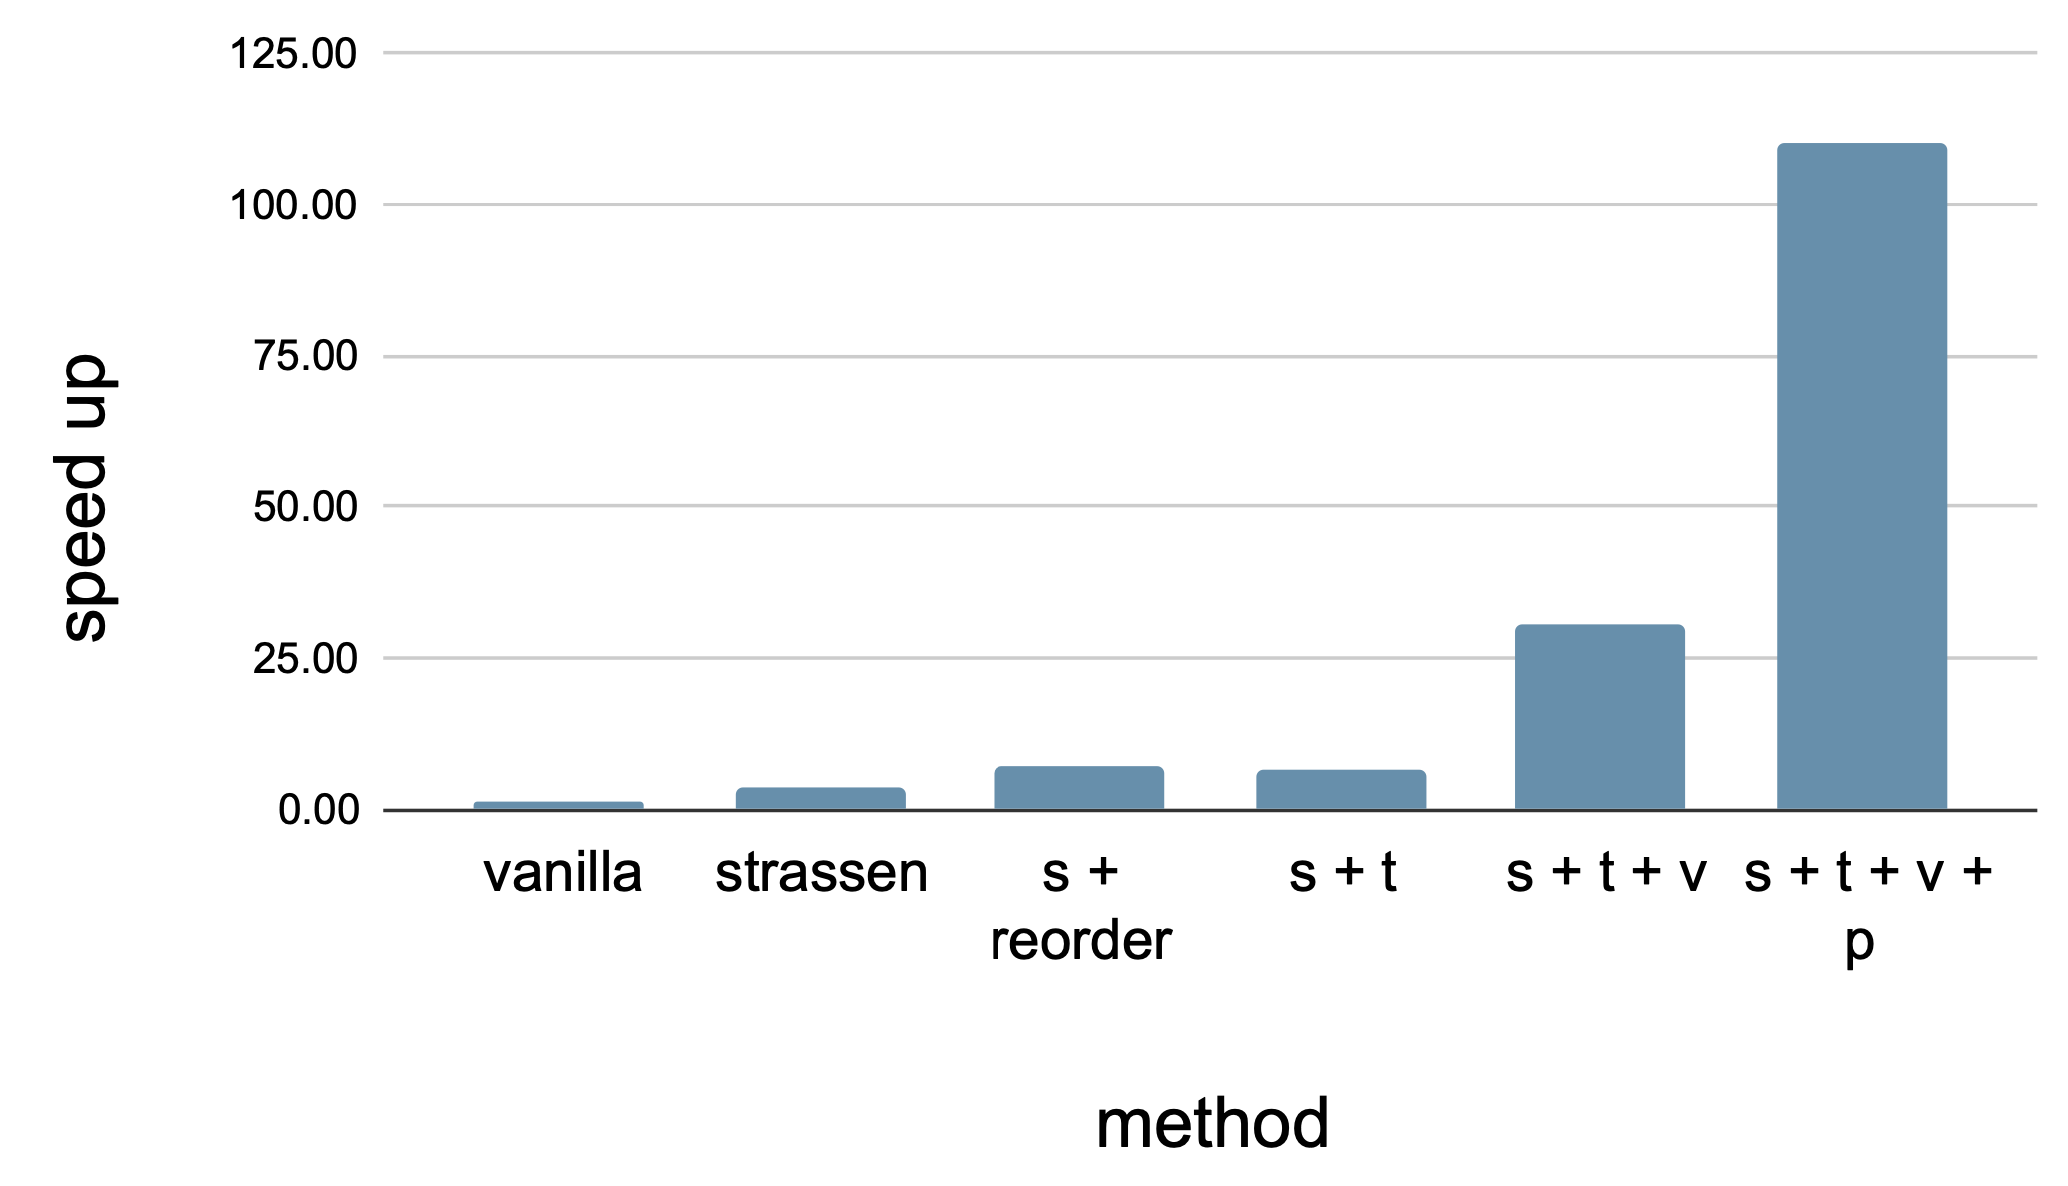 125.00
100.00
75.00
50.00
25.00
0.00
speed up
vanilla
strassen
s +
reorder
s + t
s + t + v
s + t + v +
p
method